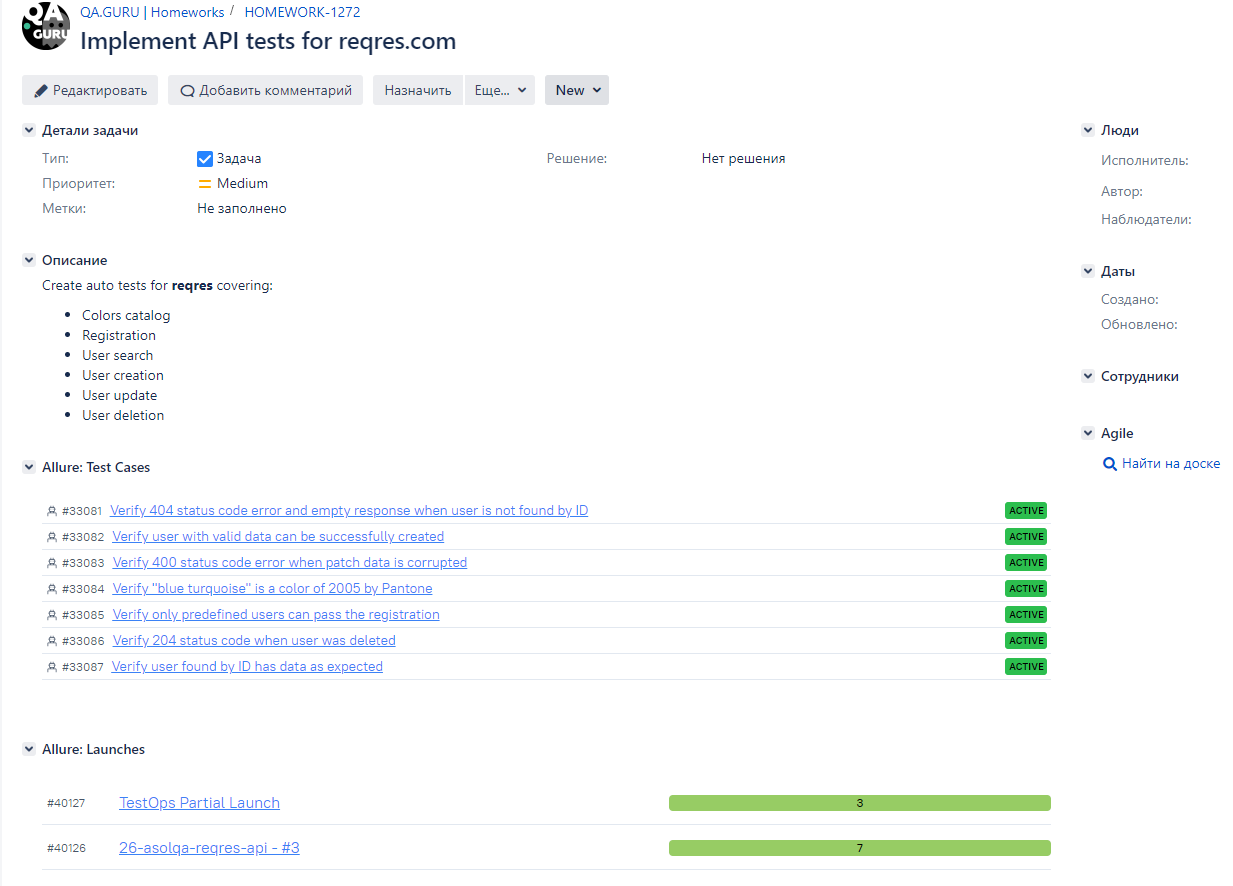 QA
GURU
QA.GURU | Homeworks / HOMEWORK-1272
Implement API tests for reqres.com
Редактировать Добавить комментарий Назначить Еще... New
Детали задачи
Тип: Задача Решение: Нет решения
Приоритет: Medium
Метки: Не заполнено
Описание
Create auto tests for reqres covering:
• Colors catalog
• Registration
• User search
• User creation
• User update
• User deletion
Allure: Test Cases
#33081 Verify 404 status code error and empty response when user is not found by ID ACTIVE
#33082 Verify user with valid data can be successfully created ACTIVE
#33083 Verify 400 status code error when patch data is corrupted ACTIVE
#33084 Verify "blue turquoise" is a color of 2005 by Pantone ACTIVE
#33085 Verify only predefined users can pass the registration ACTIVE
#33086 Verify 204 status code when user was deleted ACTIVE
#33087 Verify user found by ID has data as expected ACTIVE
Allure: Launches
#40127 TestOps Partial Launch 3
#40126 26-asolqa-reqres-api - #3 7
Люди
Исполнитель:
Автор:
Наблюдатели:
Даты
Создано:
Обновлено:
Сотрудники
Agile
Найти на доске